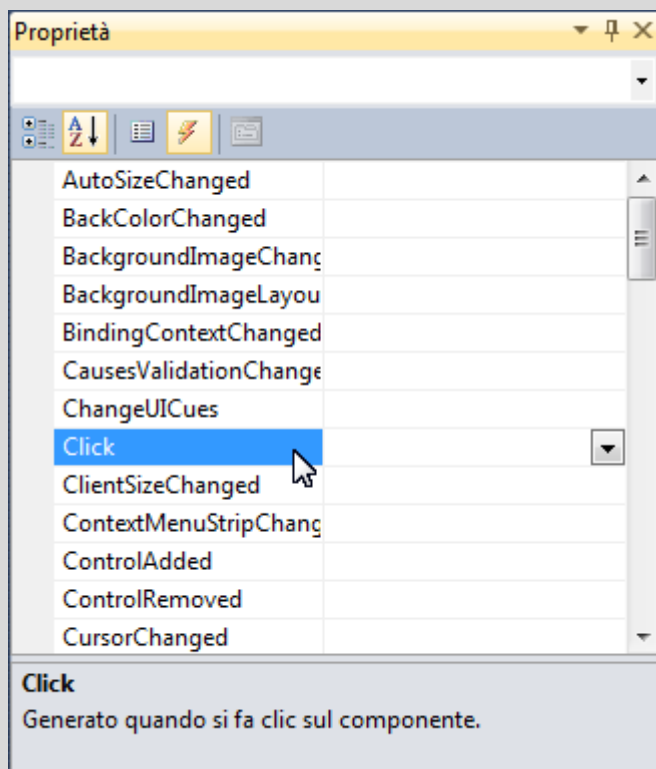 Proprietà
AutoSizeChanged
BackColorChanged
BackgroundImageChang
BackgroundImageLayou
BindingContextChanged
CausesValidationChange
ChangeUICues
Click
ClientSizeChanged
ContextMenuStripChang
ControlAdded
ControlRemoved
CursorChanged
Click
Generato quando si fa clic sul componente.